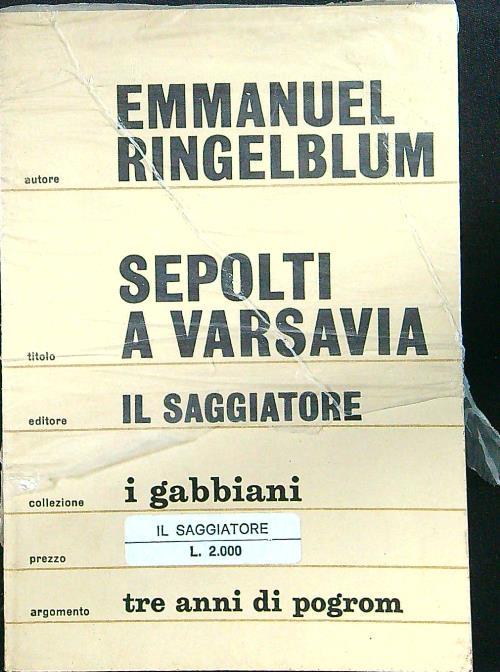 EMMANUEL
autore RINGELBLUM
SEPOLTI
titolo A VARSAVIA
editore IL SAGGIATORE
collezione i gabbiani
IL SAGGIATORE
prezzo L. 2.000
argomento tre anni di pogrom